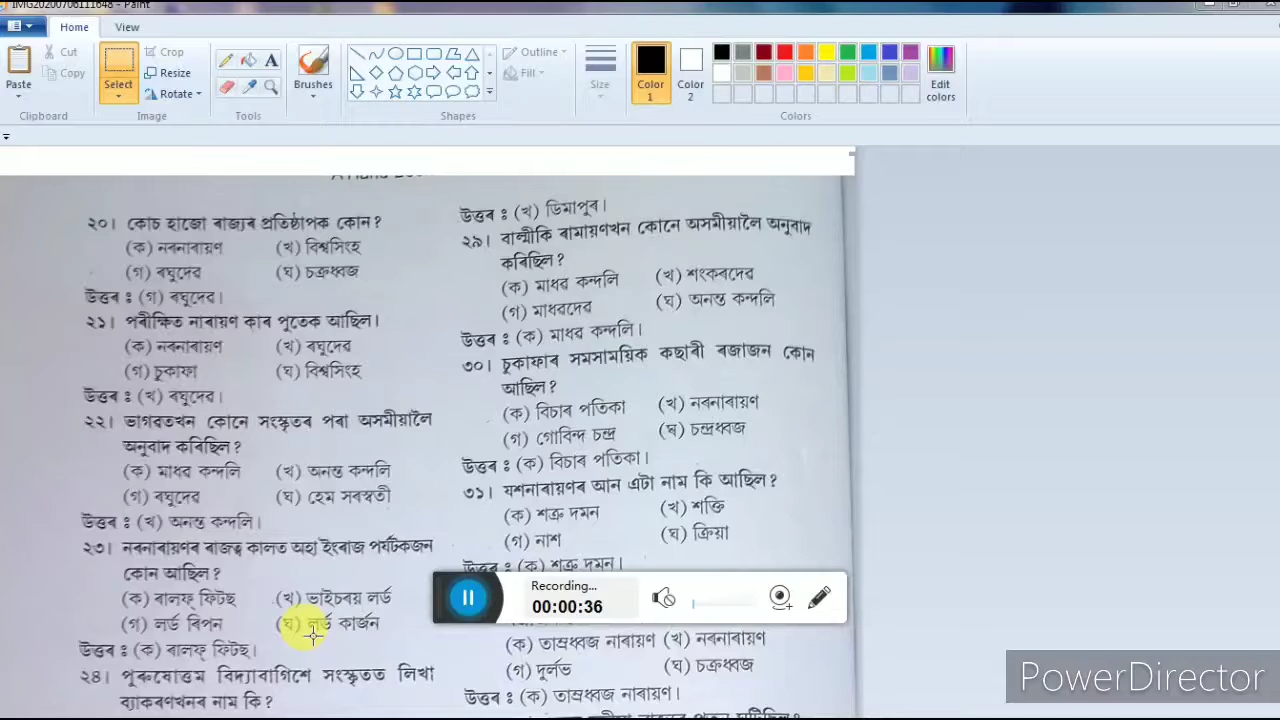 IMG20200706111648 - Paint
Home View
Paste
Cut
Copy
Clipboard
Select
Crop
Resize
Rotate
Image
Tools
Brushes
Shapes
Outline
Fill
Size
Color 1
Color 2
Edit colors
Colors
২০। কোচ হাজো ৰাজ্যৰ প্ৰতিষ্ঠাপক কোন?
(ক) নৰনাৰায়ণ (খ) বিশ্বসিংহ
(গ) ৰঘুদেৱ (ঘ) চক্ৰধ্বজ
উত্তৰ ঃ (গ) ৰঘুদেৱ।
২১। পৰীক্ষিত নাৰায়ণ কাৰ পুতেক আছিল।
(ক) নৰনাৰায়ণ (খ) ৰঘুদেৱ
(গ) চুকাফা (ঘ) বিশ্বসিংহ
উত্তৰ ঃ (খ) ৰঘুদেৱ।
২২। ভাগৱতখন কোনে সংস্কৃতৰ পৰা অসমীয়ালৈ
অনুবাদ কৰিছিল?
(ক) মাধৱ কন্দলি (খ) অনন্ত কন্দলি
(গ) ৰঘুদেৱ (ঘ) হেম সৰস্বতী
উত্তৰ ঃ (খ) অনন্ত কন্দলি।
২৩। নৰনাৰায়ণৰ ৰাজত্ব কালত অহা ইংৰাজ পৰ্যটকজন
কোন আছিল?
(ক) ৰালফ্ ফিটছ (খ) ভাইচৰয় লৰ্ড
(গ) লৰ্ড ৰিপন (ঘ) লৰ্ড কাৰ্জন
উত্তৰ ঃ (ক) ৰালফ্ ফিটছ।
২৪। পুৰুষোত্তম বিদ্যাবাগিশে সংস্কৃতত লিখা
ব্যাকৰণখনৰ নাম কি?
উত্তৰ ঃ (খ) ডিমাপুৰ।
২৯। বাল্মীকি ৰামায়ণখন কোনে অসমীয়ালৈ অনুবাদ
কৰিছিল?
(ক) মাধৱ কন্দলি (খ) শংকৰদেৱ
(গ) মাধৱদেৱ (ঘ) অনন্ত কন্দলি
উত্তৰ ঃ (ক) মাধৱ কন্দলি।
৩০। চুকাফাৰ সমসাময়িক কছাৰী ৰজাজন কোন
আছিল?
(ক) বিচাৰ পতিকা (খ) নৰনাৰায়ণ
(গ) গোবিন্দ চন্দ্ৰ (ঘ) চন্দ্ৰধ্বজ
উত্তৰ ঃ (ক) বিচাৰ পতিকা।
৩১। যশনাৰায়ণৰ আন এটা নাম কি আছিল?
(ক) শত্ৰু দমন (খ) শক্তি
(গ) নাশ (ঘ) ক্ৰিয়া
উত্তৰ ঃ (ক) শত্ৰু দমন।
Recording...
00:00:36
(ক) তাম্ৰধ্বজ নাৰায়ণ (খ) নৰনাৰায়ণ
(গ) দুৰ্লভ (ঘ) চক্ৰধ্বজ
উত্তৰ ঃ (ক) তাম্ৰধ্বজ নাৰায়ণ।
PowerDirector